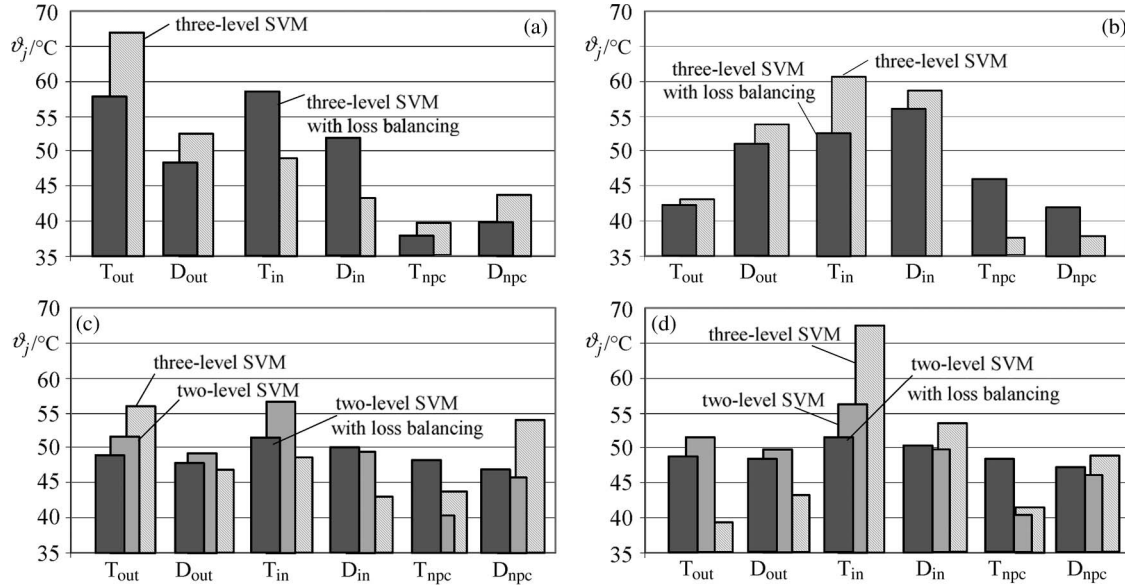 70 (a)
ϑj/°C three-level SVM
60
55 three-level SVM
with loss balancing
50
45
40
35
Tout Dout Tin Din Tnpc Dnpc
70 (b)
ϑj/°C
60 three-level SVM three-level SVM
with loss balancing
55
50
45
40
35
Tout Dout Tin Din Tnpc Dnpc
70 (c)
ϑj/°C
three-level SVM
60 two-level SVM
55 two-level SVM
with loss balancing
50
45
40
35
Tout Dout Tin Din Tnpc Dnpc
70 (d)
ϑj/°C three-level SVM
60 two-level SVM
two-level SVM with loss balancing
55
50
45
40
35
Tout Dout Tin Din Tnpc Dnpc